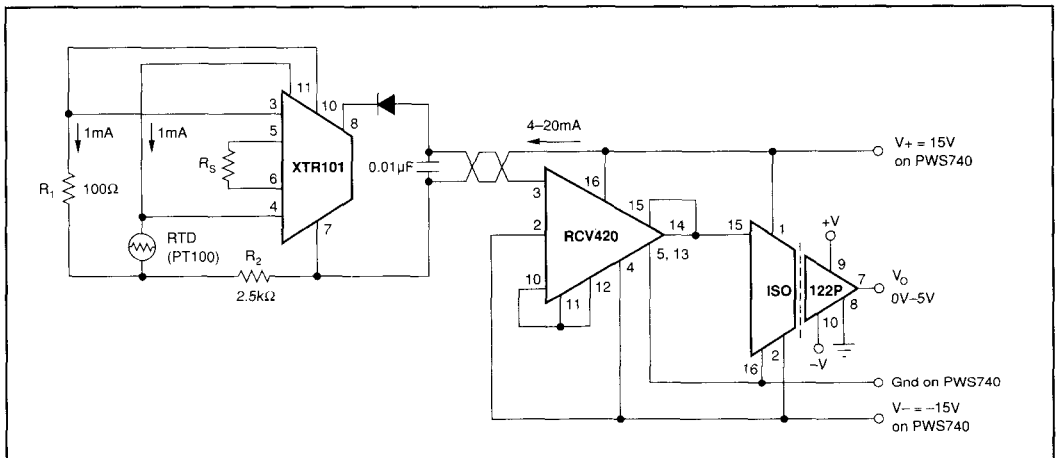 11
10
3
8
1mA
1mA
5
4–20mA
V+ = 15V
on PWS740
RS
XTR101
0.01μF
16
R1
100Ω
6
3
15
1
4
14
15
+V
7
2
RCV420
RTD
(PT100)
R2
5, 13
9
VO
0V–5V
2.5kΩ
10
12
4
ISO
122P
7
8
11
10
2
16
–V
Gnd on PWS740
V– = –15V
on PWS740